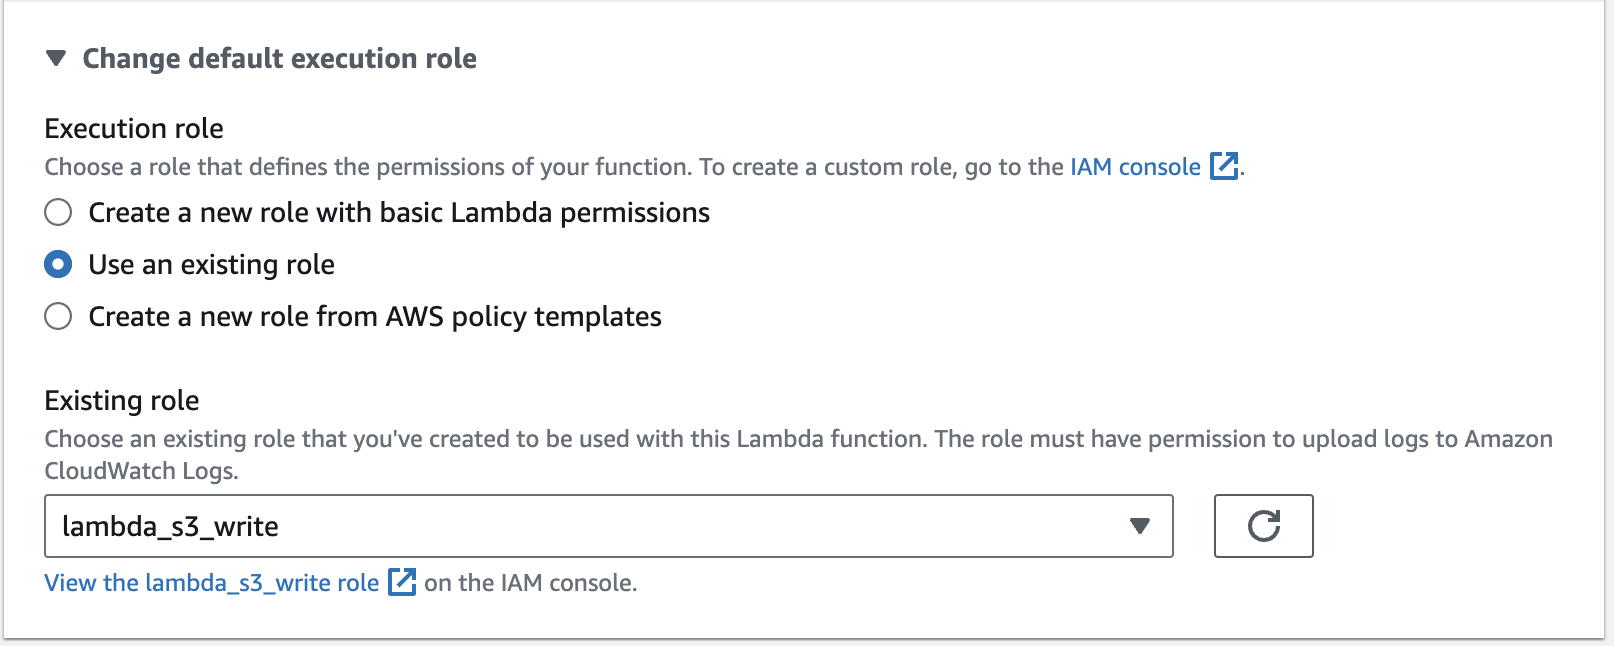 Change default execution role
Execution role
Choose a role that defines the permissions of your function. To create a custom role, go to the IAM console.
Create a new role with basic Lambda permissions
Use an existing role
Create a new role from AWS policy templates
Existing role
Choose an existing role that you've created to be used with this Lambda function. The role must have permission to upload logs to Amazon
CloudWatch Logs.
lambda_s3_write
View the lambda_s3_write role on the IAM console.